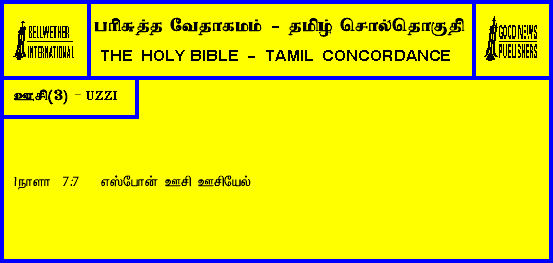 BELLWETHER
INTERNATIONAL
பரிசுத்த வேதாகமம் - தமிழ் சொல்தொகுதி
THE HOLY BIBLE - TAMIL CONCORDANCE
GOOD NEWS
PUBLISHERS
ஊசி(3) - UZZI
1நாளா 7:7 எஸ்போன் ஊசி ஊசியேல்